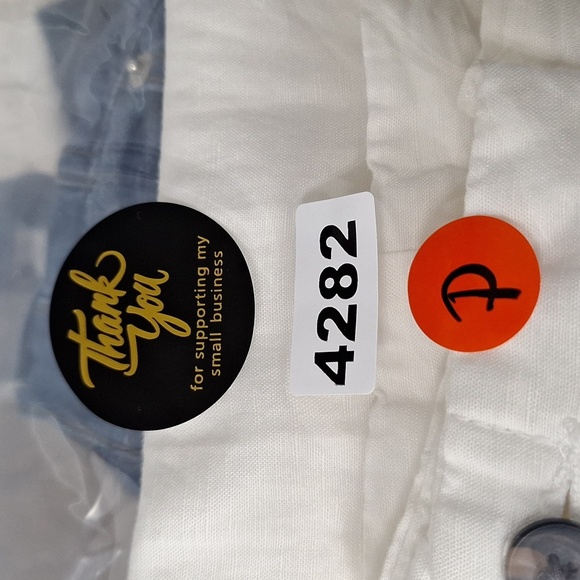 Thank
You
for supporting my
small business
4282
P